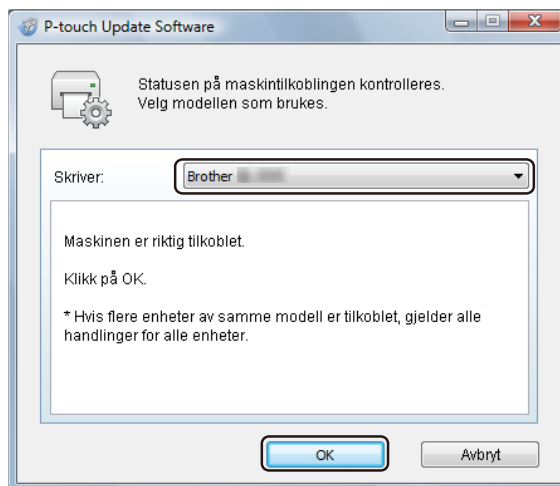 P-touch Update Software
Statusen på maskintilkoblingen kontrolleres.
Velg modellen som brukes.
Skriver:
Brother
Maskinen er riktig tilkoblet.
Klikk på OK.
* Hvis flere enheter av samme modell er tilkoblet, gjelder alle
handlinger for alle enheter.
OK
Avbryt